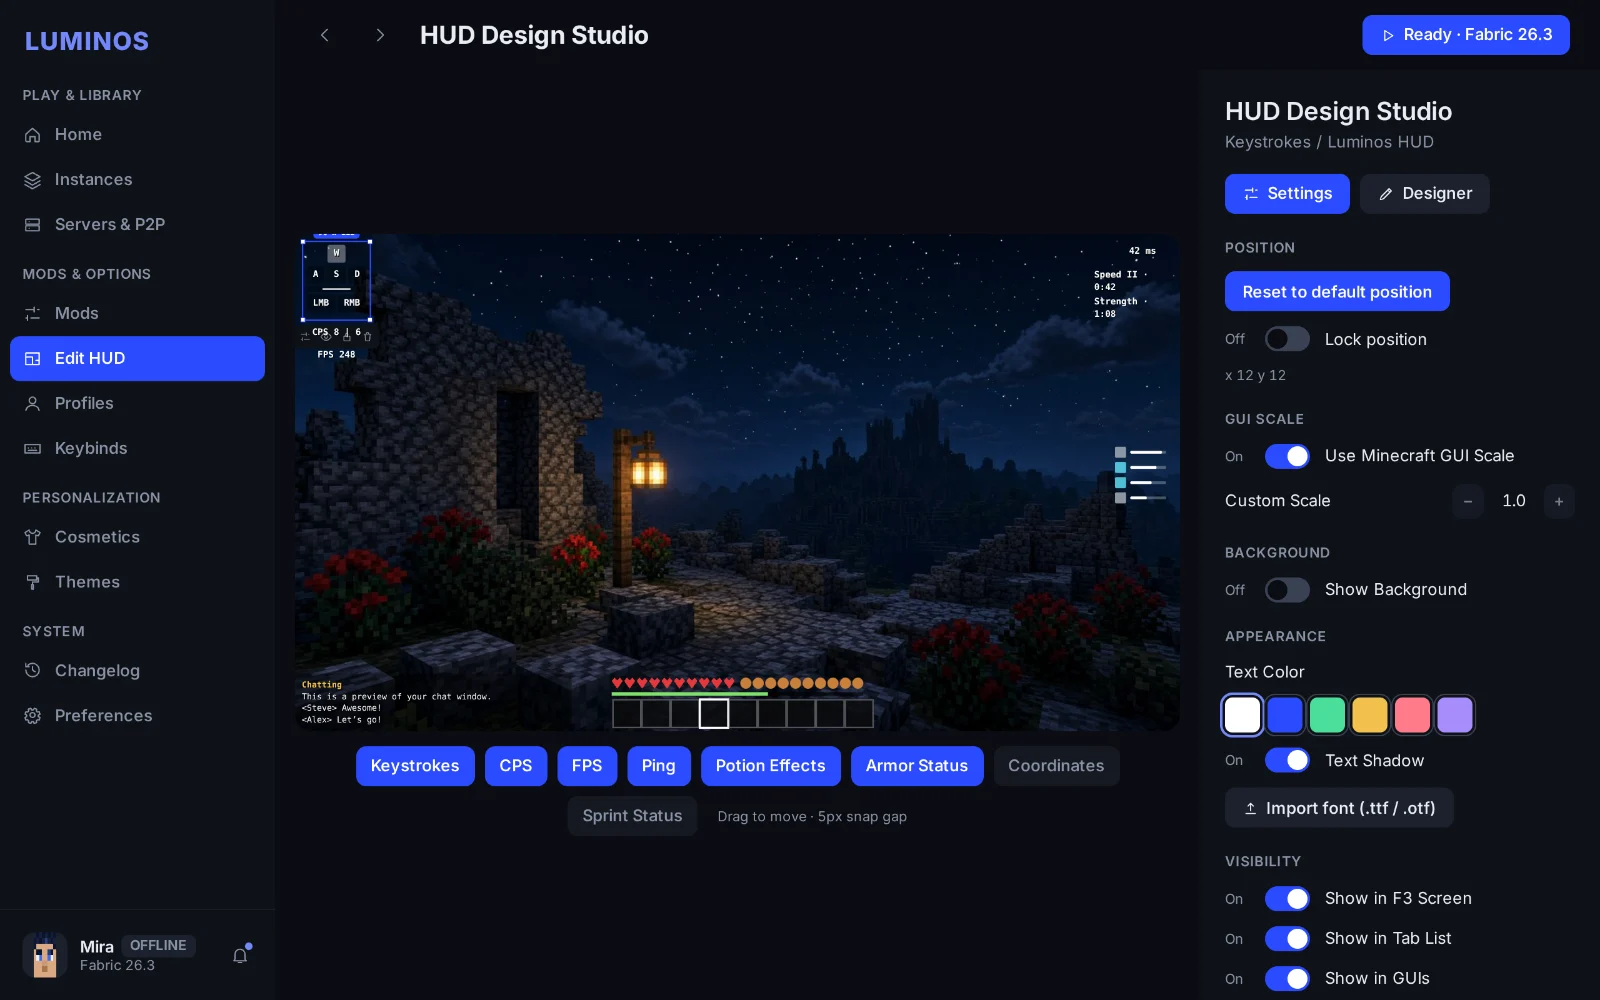 LUMINOS
PLAY & LIBRARY
Home
Instances
Servers & P2P
MODS & OPTIONS
Mods
Edit HUD
Profiles
Keybinds
PERSONALIZATION
Cosmetics
Themes
SYSTEM
Changelog
Preferences
Mira OFFLINE
Fabric 26.3
HUD Design Studio
Ready · Fabric 26.3
W
A S D
LMB RMB
CPS 8 | 6
FPS 248
42 ms
Speed II ·
0:42
Strength ·
1:08
Chatting
This is a preview of your chat window.
<Steve> Awesome!
<Alex> Let's go!
Keystrokes CPS FPS Ping Potion Effects Armor Status Coordinates
Sprint Status Drag to move · 5px snap gap
HUD Design Studio
Keystrokes / Luminos HUD
Settings Designer
POSITION
Reset to default position
Off Lock position
x 12 y 12
GUI SCALE
On Use Minecraft GUI Scale
Custom Scale − 1.0 +
BACKGROUND
Off Show Background
APPEARANCE
Text Color
On Text Shadow
Import font (.ttf / .otf)
VISIBILITY
On Show in F3 Screen
On Show in Tab List
On Show in GUIs